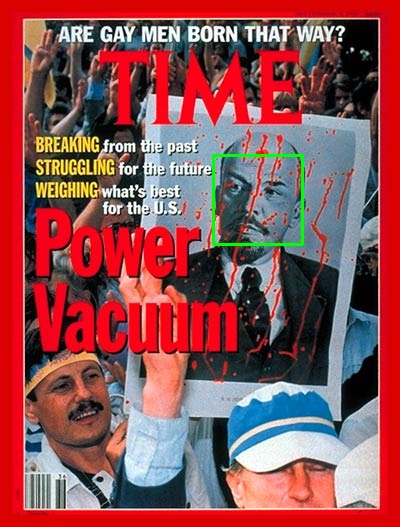 ARE GAY MEN BORN THAT WAY?
TIME
BREAKING from the past
STRUGGLING for the future
WEIGHING what's best
for the U.S.
Power
Vacuum
36